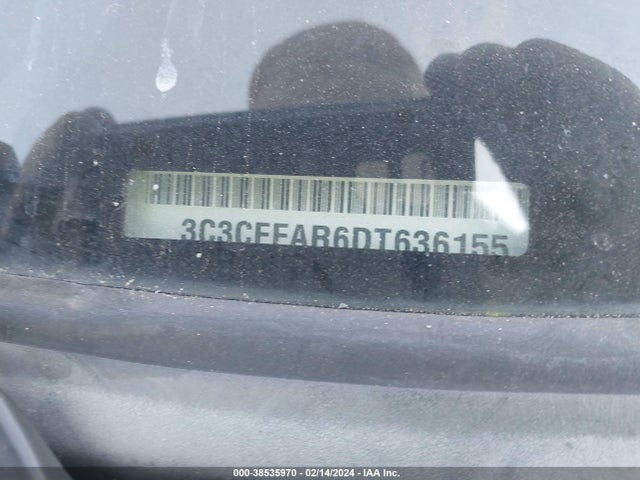 3C3CFFAR6DT636155
000-38535970 - 02/14/2024 - IAA Inc.